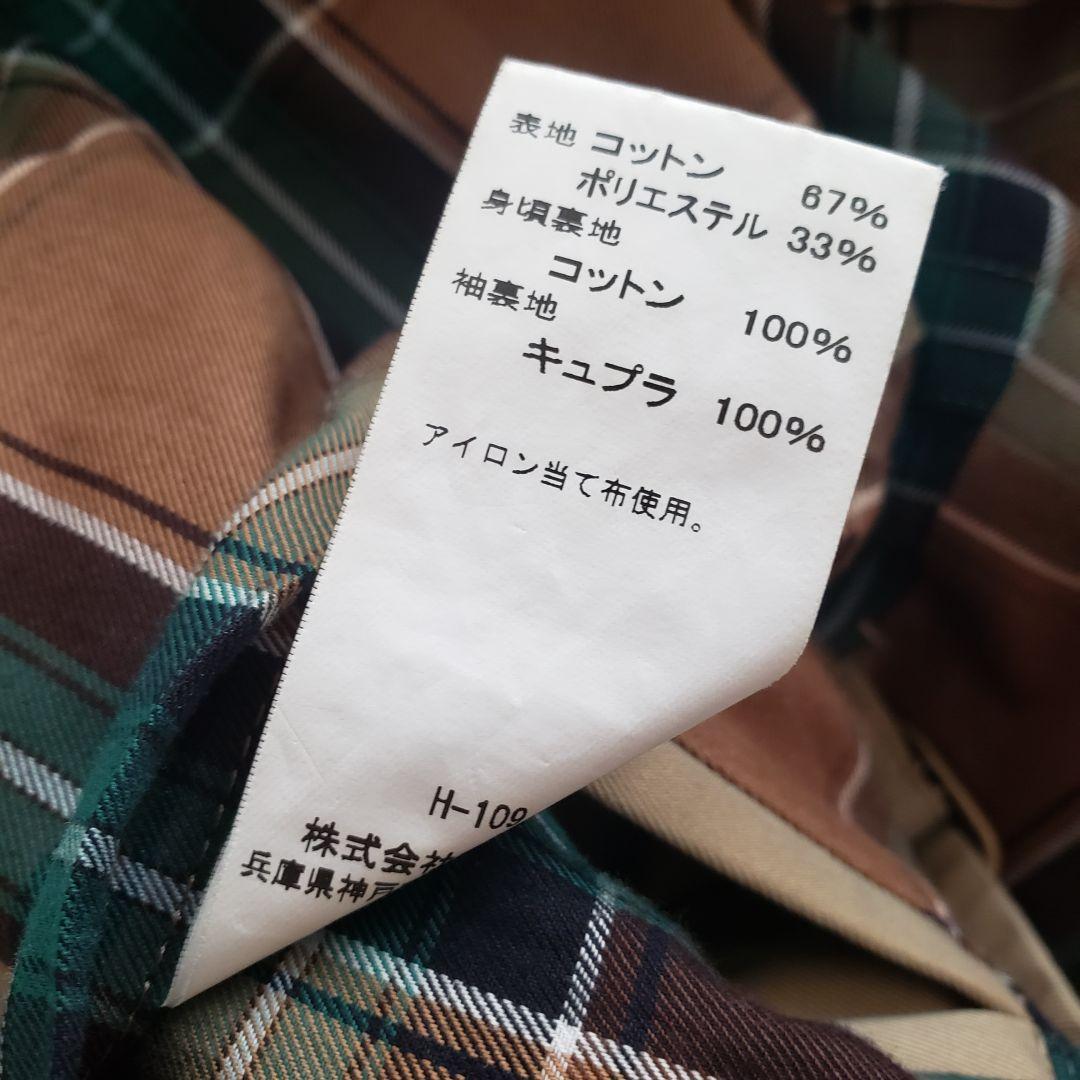 表地 コットン 67%
ポリエステル 33%
身頃裏地
コットン 100%
袖裏地
キュプラ 100%
アイロン当て布使用。
H-109
株式会社
兵庫県神戸